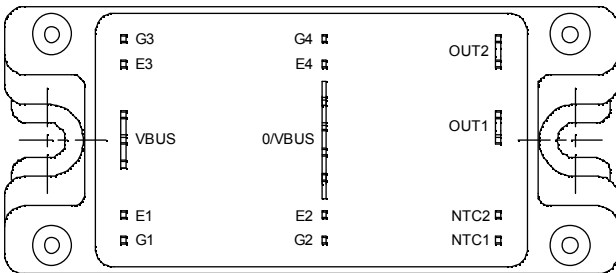 G3 G4
E3 E4 OUT2
VBUS 0/VBUS OUT1
E1 E2 NTC2
G1 G2 NTC1